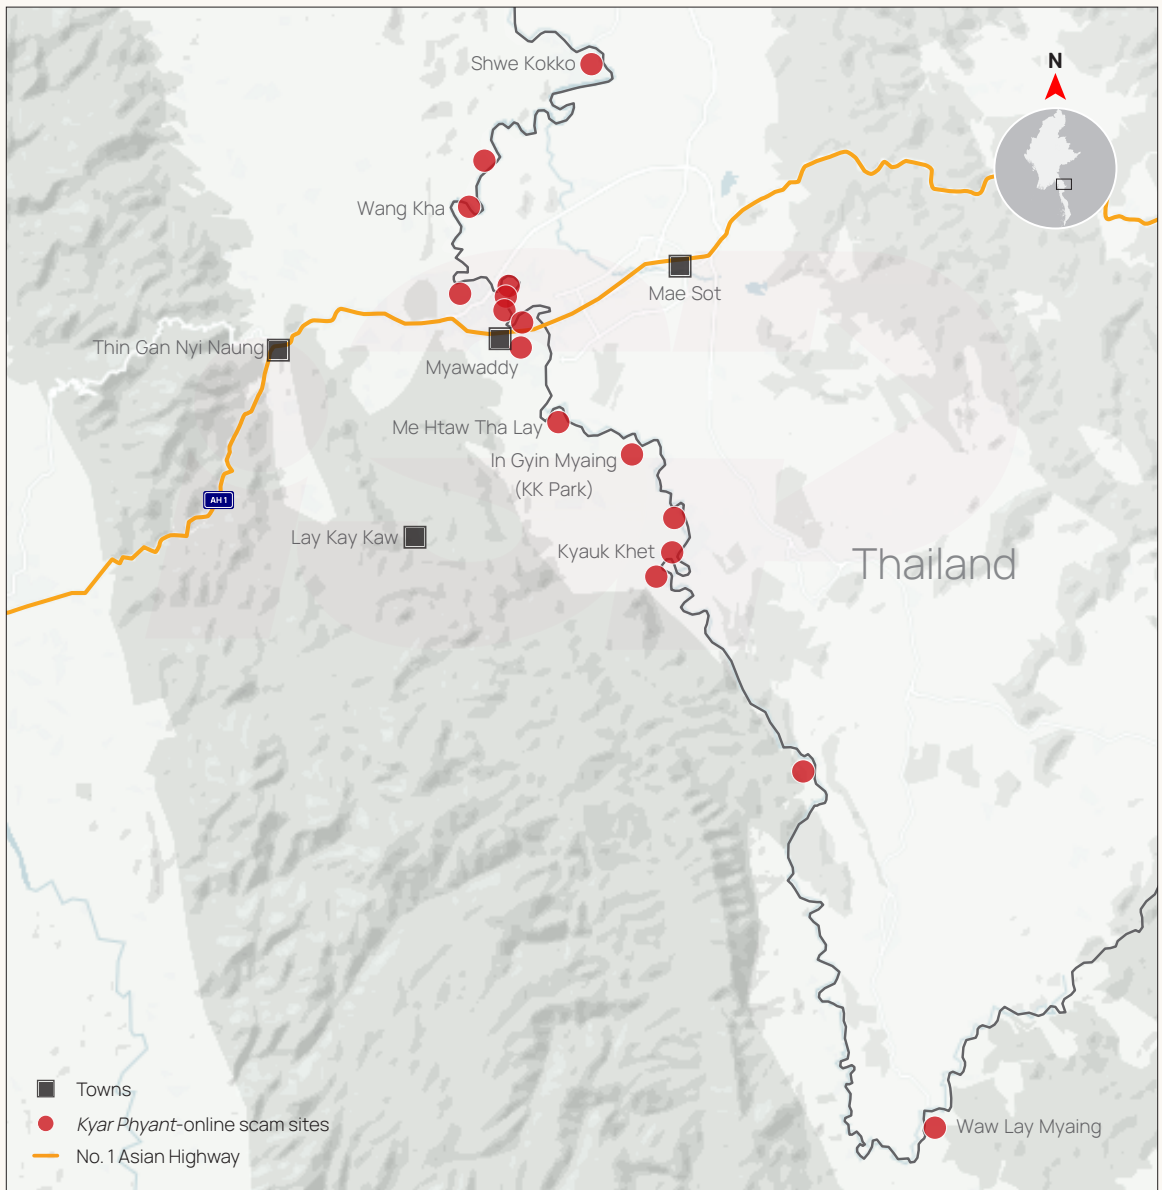 Shwe Kokko
N
Wang Kha
Mae Sot
Thin Gan Nyi Naung
Myawaddy
Me Htaw Tha Lay
In Gyin Myaing
(KK Park)
AH 1
Lay Kay Kaw
Kyauk Khet
Thailand
Towns
Kyar Phyant-online scam sites
Waw Lay Myaing
No. 1 Asian Highway